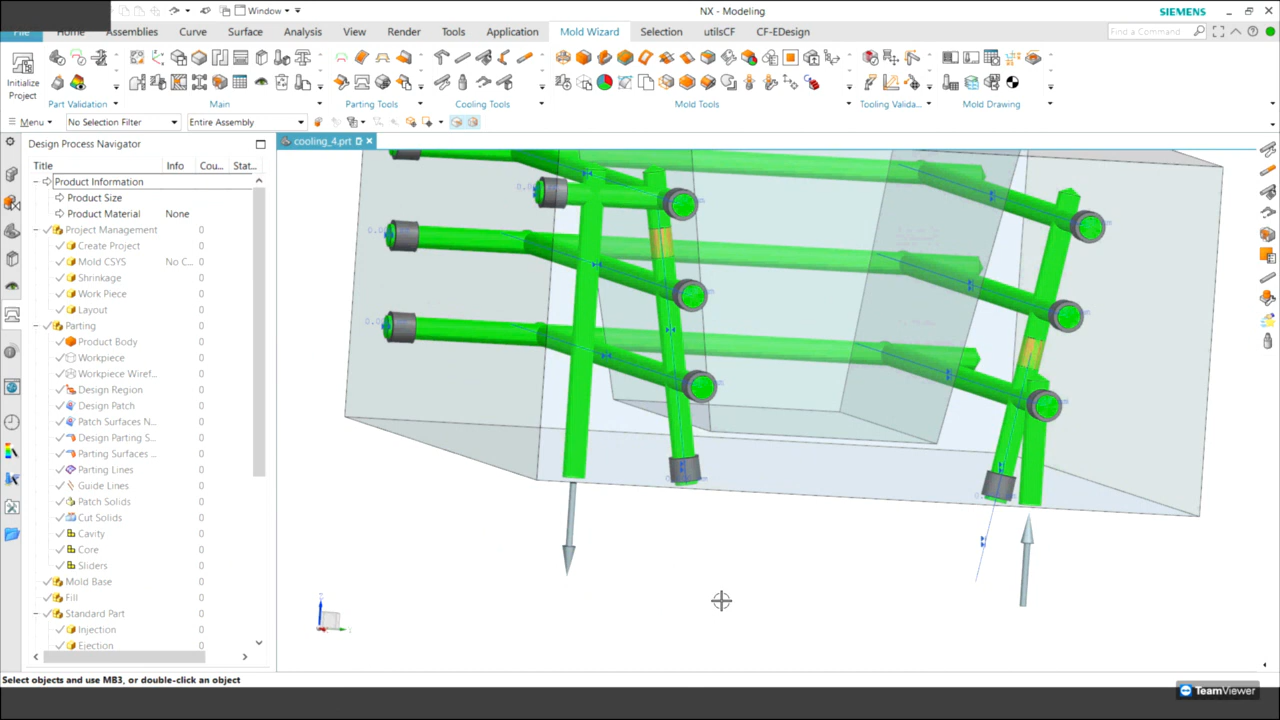 Window
NX - Modeling
SIEMENS
File Home Assemblies Curve Surface Analysis View Render Tools Application Mold Wizard Selection utilsCF CF-EDesign
Find a Command
Initialize
Project
Part Validation
Main
Parting Tools
Cooling Tools
Mold Tools
Tooling Valida...
Mold Drawing
Menu
No Selection Filter
Entire Assembly
Design Process Navigator
cooling_4.prt
Title Info Cou... Stat...
Product Information
Product Size
Product Material None
Project Management 0
Create Project 0
Mold CSYS No C... 0
Shrinkage 0
Work Piece 0
Layout 0
Parting 0
Product Body 0
Workpiece 0
Workpiece Wiref... 0
Design Region 0
Design Patch 0
Patch Surfaces N... 0
Design Parting S... 0
Parting Surfaces ... 0
Parting Lines 0
Guide Lines 0
Patch Solids 0
Cut Solids 0
Cavity 0
Core 0
Sliders 0
Mold Base 0
Fill 0
Standard Part 0
Injection 0
Ejection 0
Select objects and use MB3, or double-click an object
TeamViewer